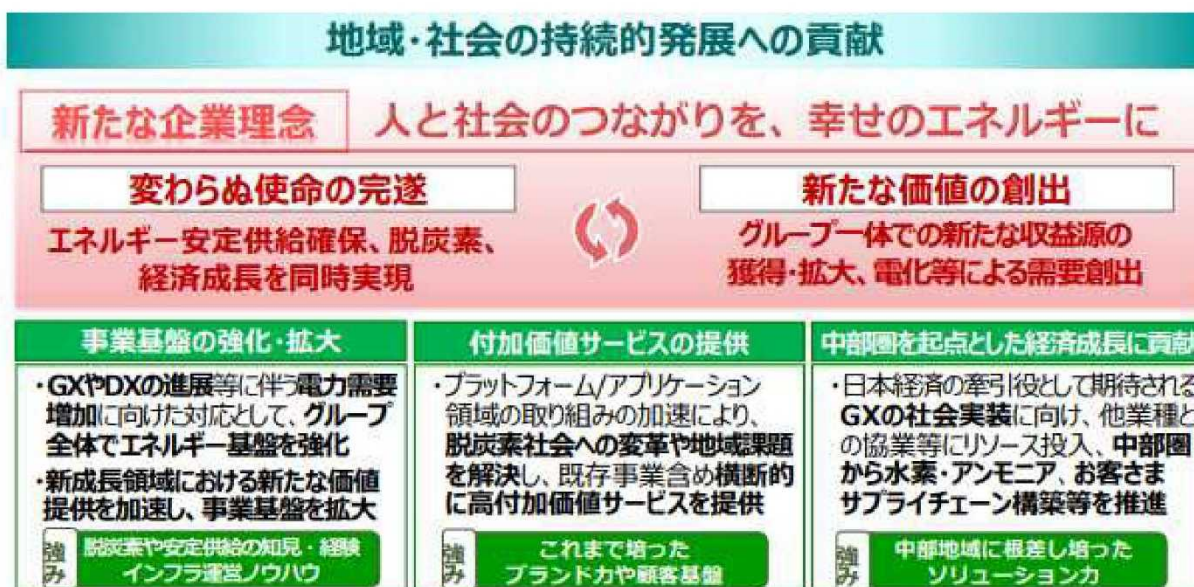 地域・社会の持続的発展への貢献
新たな企業理念
人と社会のつながりを、幸せのエネルギーに
変わらぬ使命の完遂
エネルギー安定供給確保、脱炭素、
経済成長を同時実現
新たな価値の創出
グループ一体での新たな収益源の
獲得・拡大、電化等による需要創出
事業基盤の強化・拡大
・GXやDXの進展等に伴う電力需要
増加に向けた対応として、グループ
全体でエネルギー基盤を強化
・新成長領域における新たな価値
提供を加速し、事業基盤を拡大
強み
脱炭素や安定供給の知見・経験
インフラ運営ノウハウ
付加価値サービスの提供
・プラットフォーム/アプリケーション
領域の取り組みの加速により、
脱炭素社会への変革や地域課題
を解決し、既存事業含め横断的
に高付加価値サービスを提供
強み
これまで培った
ブランド力や顧客基盤
中部圏を起点とした経済成長に貢献
・日本経済の牽引役として期待される
GXの社会実装に向け、他業種と
の協業等にリソース投入、中部圏
から水素・アンモニア、お客さま
サプライチェーン構築等を推進
強み
中部地域に根差し培った
ソリューション力